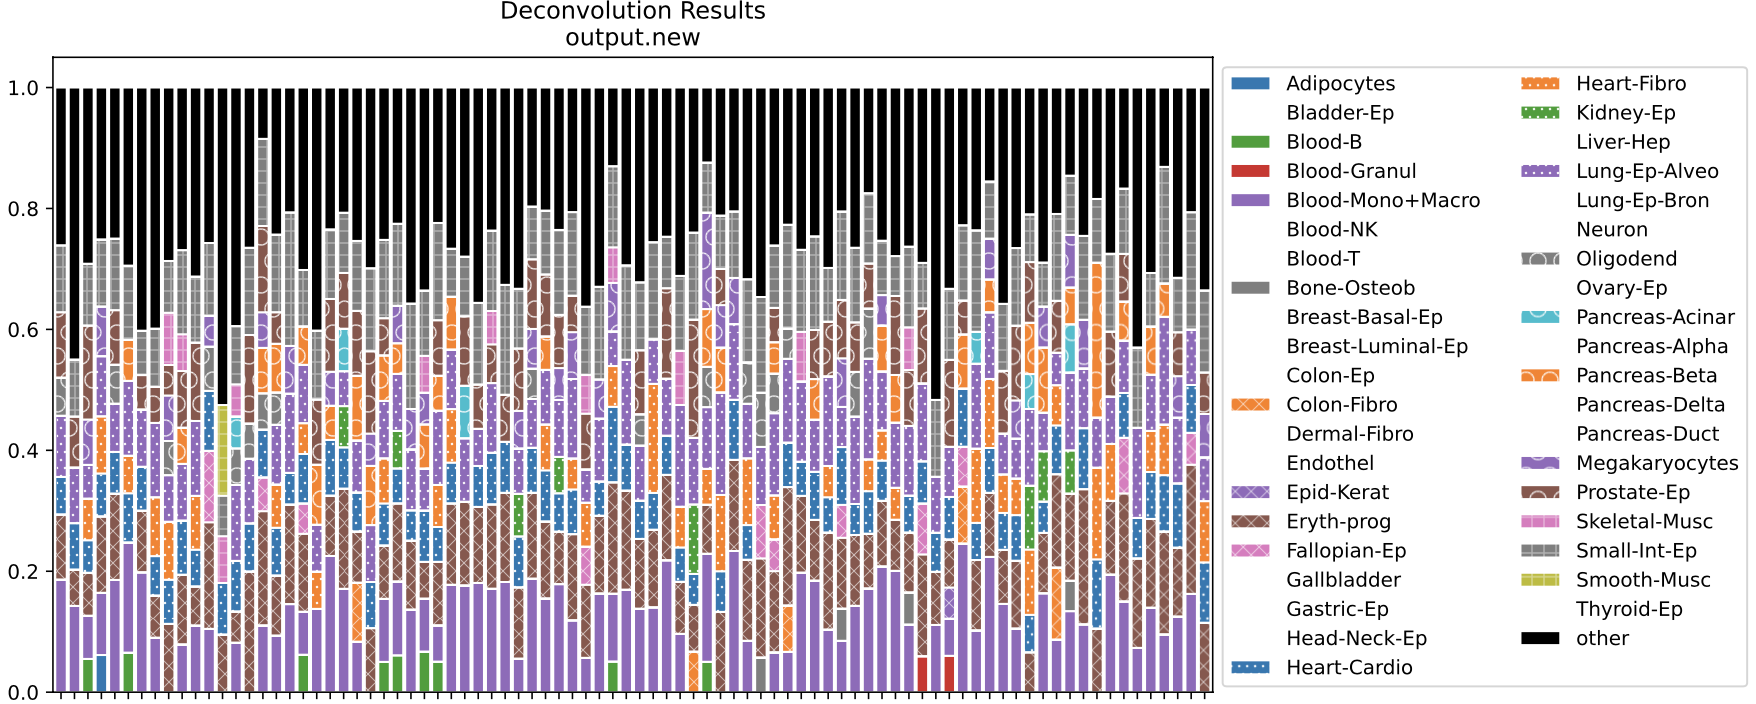 Deconvolution Results
output.new
1.0
0.8
0.6
0.4
0.2
0.0
Adipocytes
Bladder-Ep
Blood-B
Blood-Granul
Blood-Mono+Macro
Blood-NK
Blood-T
Bone-Osteob
Breast-Basal-Ep
Breast-Luminal-Ep
Colon-Ep
Colon-Fibro
Dermal-Fibro
Endothel
Epid-Kerat
Eryth-prog
Fallopian-Ep
Gallbladder
Gastric-Ep
Head-Neck-Ep
Heart-Cardio
Heart-Fibro
Kidney-Ep
Liver-Hep
Lung-Ep-Alveo
Lung-Ep-Bron
Neuron
Oligodend
Ovary-Ep
Pancreas-Acinar
Pancreas-Alpha
Pancreas-Beta
Pancreas-Delta
Pancreas-Duct
Megakaryocytes
Prostate-Ep
Skeletal-Musc
Small-Int-Ep
Smooth-Musc
Thyroid-Ep
other